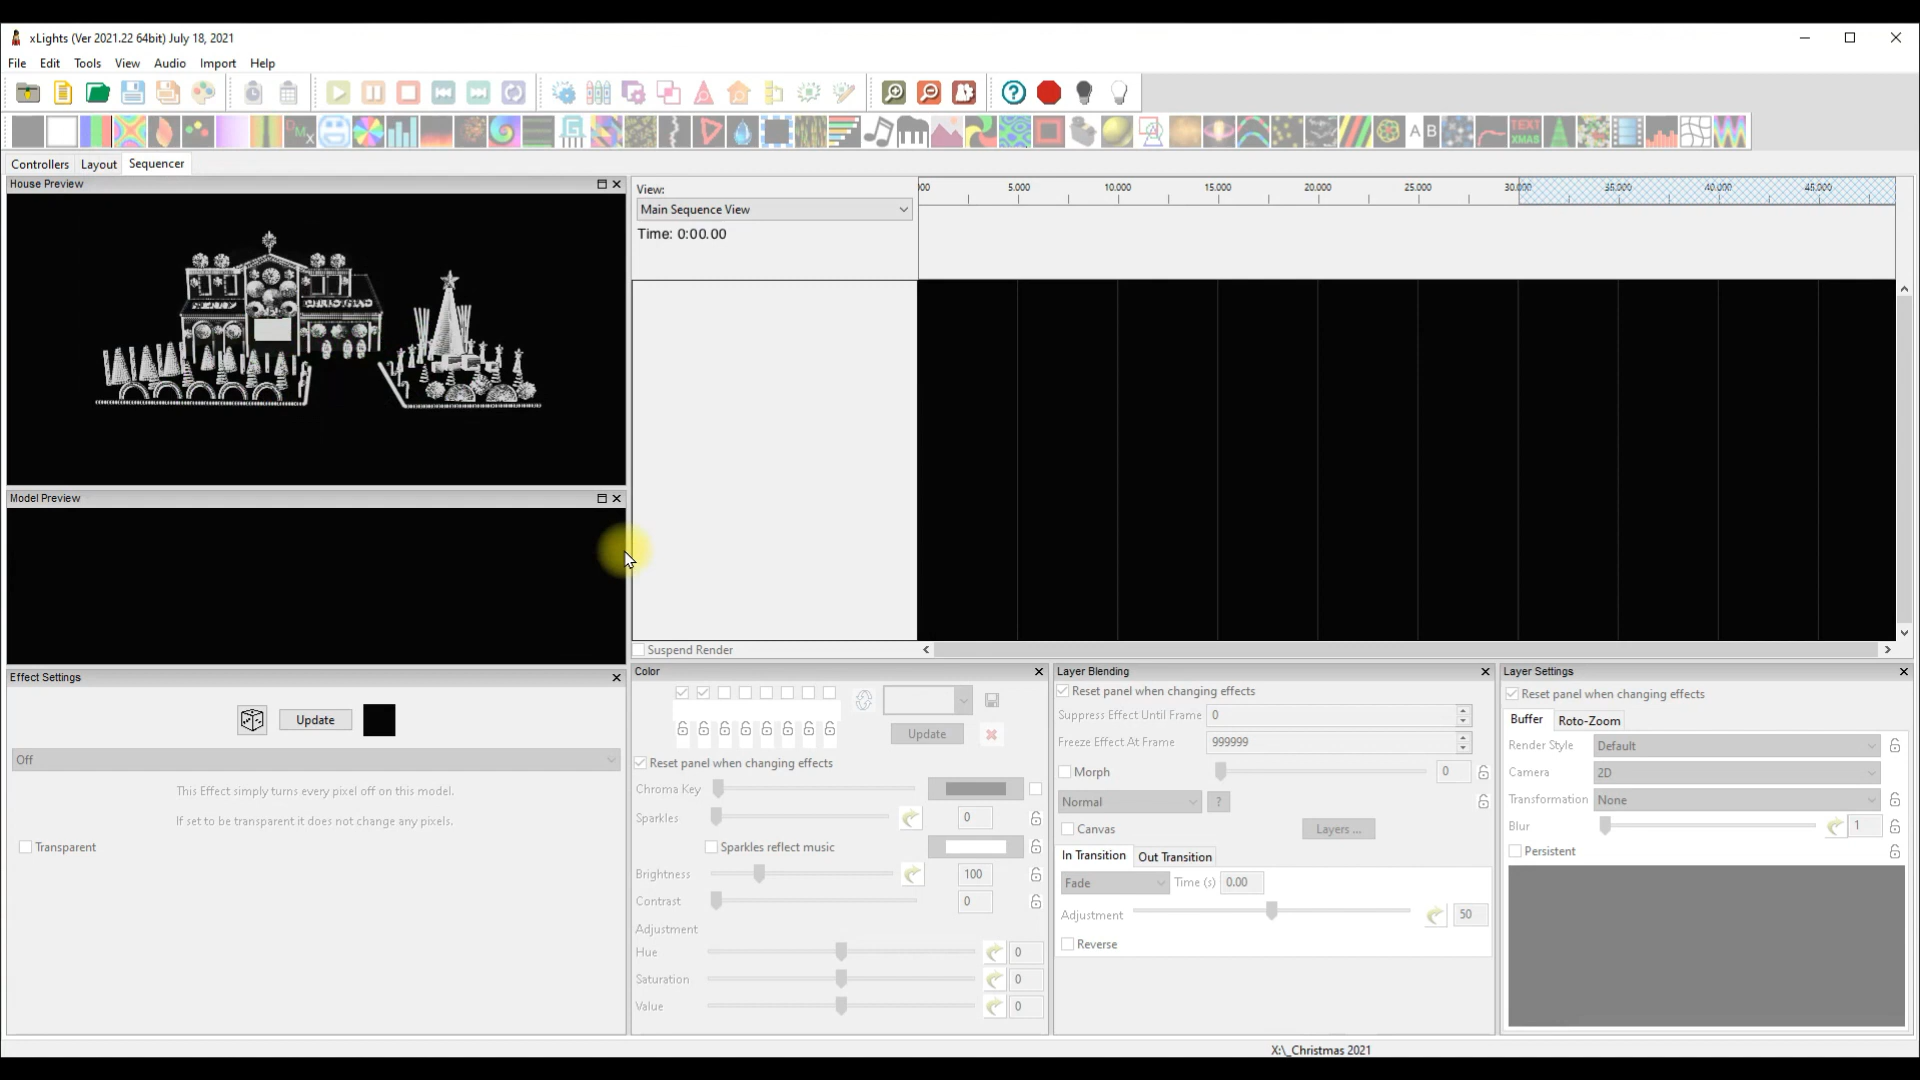 xLights (Ver 2021.22 64bit) July 18, 2021
File Edit Tools View Audio Import Help
Controllers Layout Sequencer
House Preview
View:
Main Sequence View
Time: 0:00.00
5.000 10.000 15.000 20.000 25.000 30.000 35.000 40.000 45.000
Model Preview
Suspend Render
Effect Settings
Update
Off
This Effect simply turns every pixel off on this model.
If set to be transparent it does not change any pixels.
Transparent
Color
Update
Reset panel when changing effects
Chroma Key
Sparkles 0
Sparkles reflect music
Brightness 100
Contrast 0
Adjustment
Hue 0
Saturation 0
Value 0
Layer Blending
Reset panel when changing effects
Suppress Effect Until Frame 0
Freeze Effect At Frame 999999
Morph 0
Normal ?
Canvas Layers ...
In Transition Out Transition
Fade Time (s) 0.00
Adjustment 50
Reverse
Layer Settings
Reset panel when changing effects
Buffer Roto-Zoom
Render Style Default
Camera 2D
Transformation None
Blur 1
Persistent
X:\_Christmas 2021